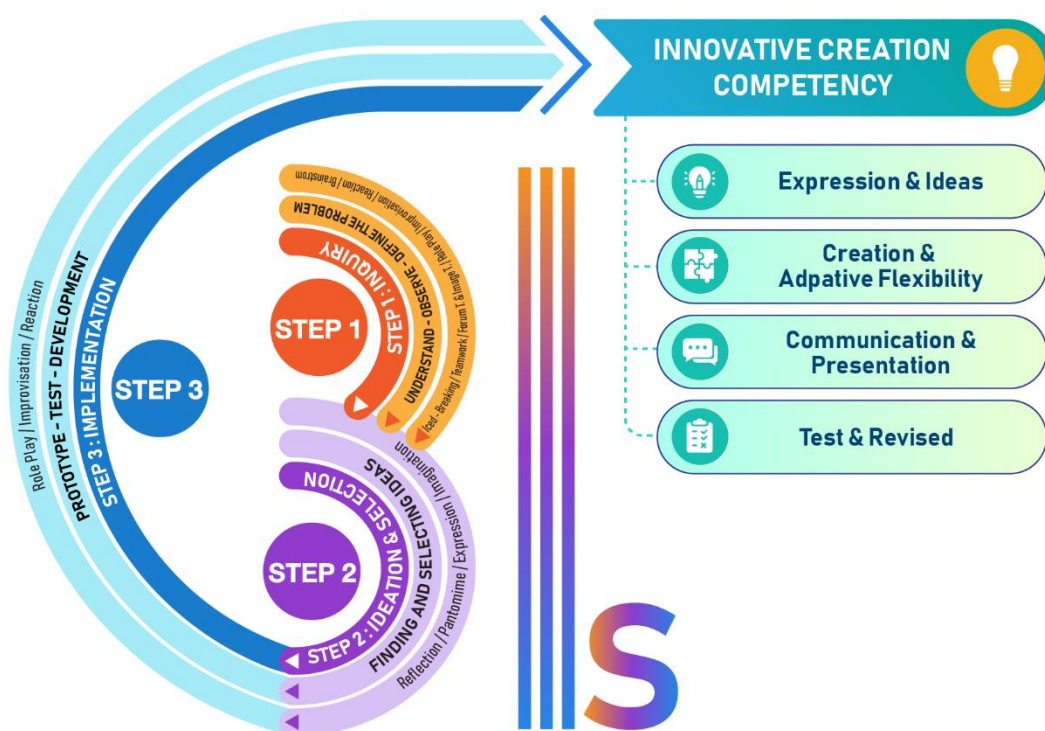 INNOVATIVE CREATION
COMPETENCY
Expression & Ideas
Creation &
Adpative Flexibility
Communication &
Presentation
Test & Revised
STEP 1
STEP 1 : INQUIRY
UNDERSTAND - OBSERVE - DEFINE THE PROBLEM
Iced - Breaking / Teamwork / Forum T. & Image T. / Role Play / Improvisation / Reaction / Brainstrom
STEP 2
STEP 2 : IDEATION & SELECTION
FINDING AND SELECTING IDEAS
Reflection / Pantomime / Expression / Imagination
STEP 3
STEP 3 : IMPLEMENTATION
PROTOTYPE - TEST - DEVELOPMENT
Role Play / Improvisation / Reaction
S